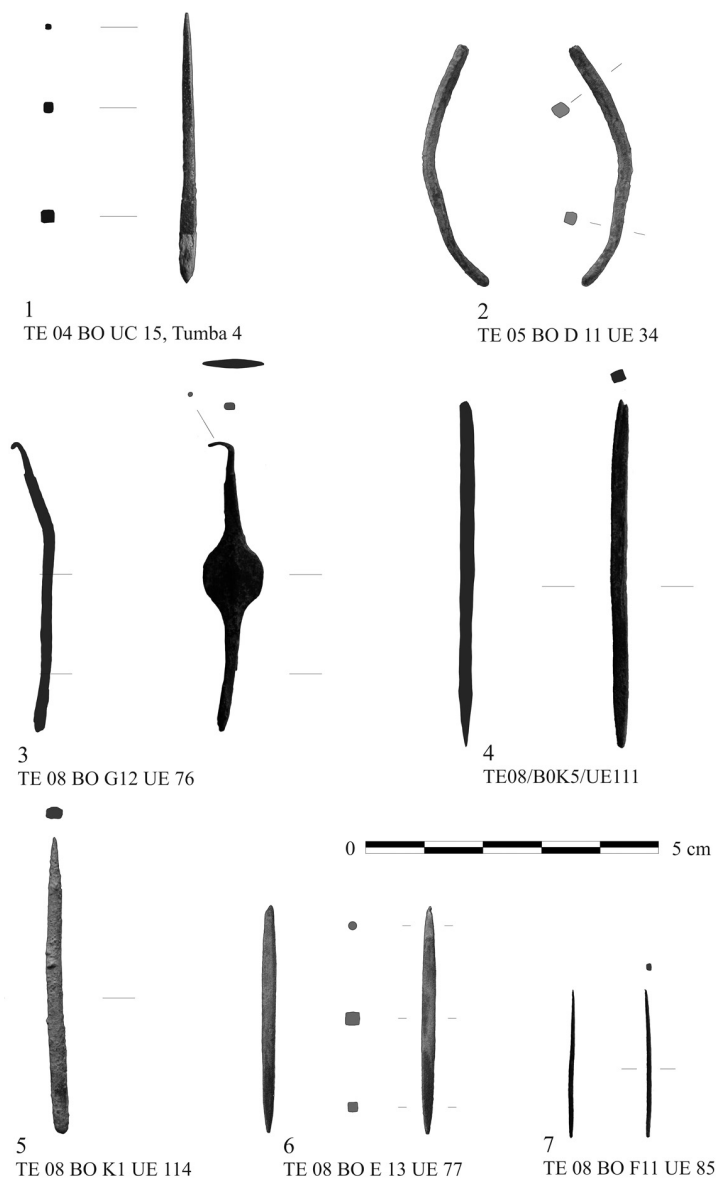 1
TE 04 BO UC 15, Tumba 4
2
TE 05 BO D 11 UE 34
3
TE 08 BO G12 UE 76
4
TE08/B0K5/UE111
0 5 cm
5
TE 08 BO K1 UE 114
6
TE 08 BO E 13 UE 77
7
TE 08 BO F11 UE 85